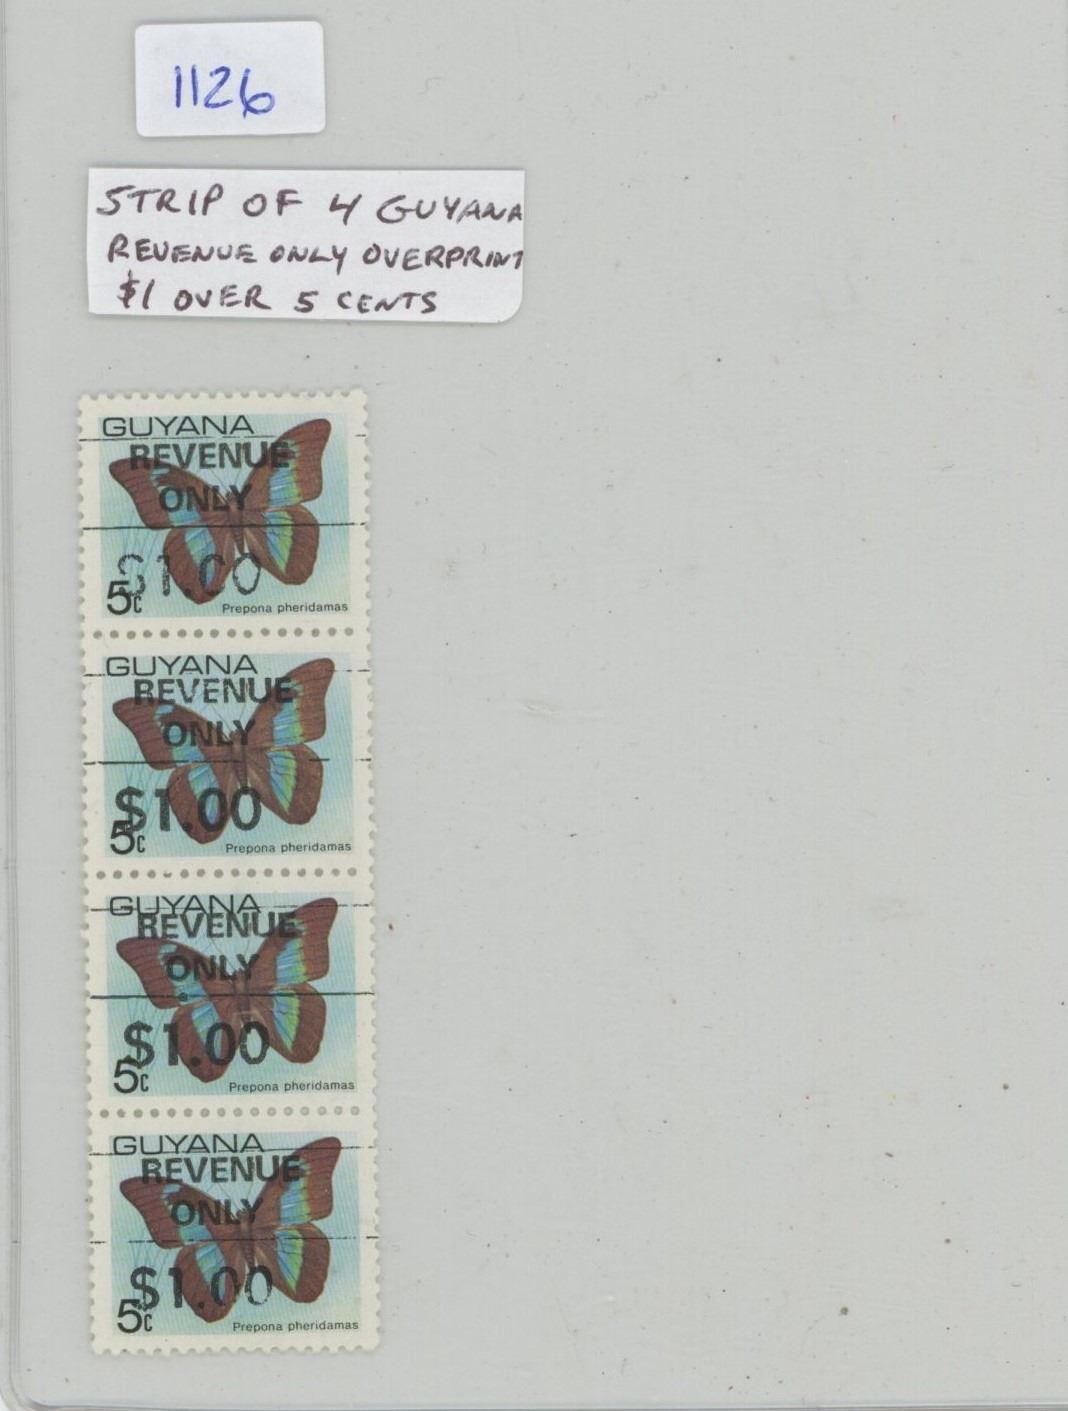 1126
STRIP OF 4 GUYANA
REVENUE ONLY OVERPRINT
$1 OVER 5 CENTS
GUYANA
REVENUE
ONLY
$1.00
5c
Prepona pheridamas
GUYANA
REVENUE
ONLY
$1.00
5c
Prepona pheridamas
GUYANA
REVENUE
ONLY
$1.00
5c
Prepona pheridamas
GUYANA
REVENUE
ONLY
$1.00
5c
Prepona pheridamas